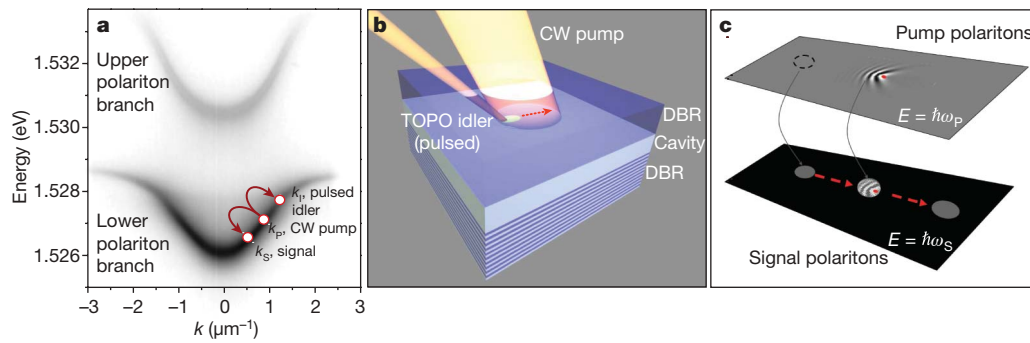 a
Energy (eV)
1.532
1.530
1.528
1.526
Upper
polariton
branch
Lower
polariton
branch
k_I, pulsed
idler
k_P, CW pump
k_S, signal
−3
−2
−1
0
1
2
3
k (μm⁻¹)
b
CW pump
TOPO idler
(pulsed)
DBR
Cavity
DBR
c
Pump polaritons
E = ℏω_P
E = ℏω_S
Signal polaritons